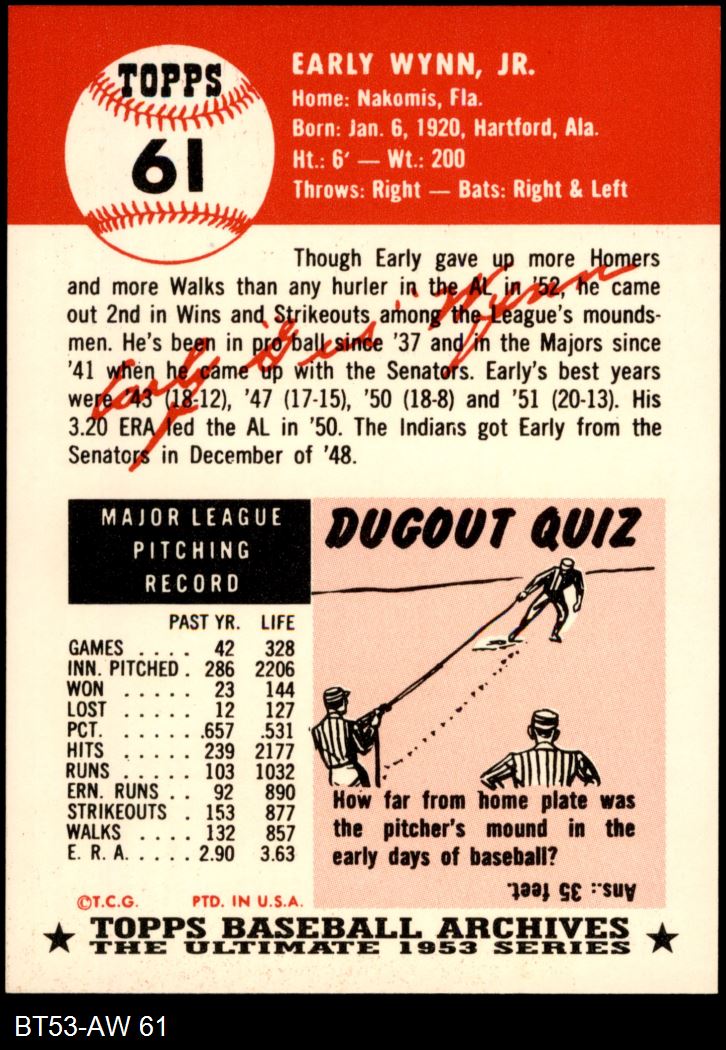 TOPPS
61
EARLY WYNN, JR.
Home: Nakomis, Fla.
Born: Jan. 6, 1920, Hartford, Ala.
Ht.: 6' — Wt.: 200
Throws: Right — Bats: Right & Left
Though Early gave up more Homers
and more Walks than any hurler in the AL in '52, he came
out 2nd in Wins and Strikeouts among the League's mounds-
men. He's been in pro ball since '37 and in the Majors since
'41 when he came up with the Senators. Early's best years
were '43 (18-12), '47 (17-15), '50 (18-8) and '51 (20-13). His
3.20 ERA led the AL in '50. The Indians got Early from the
Senators in December of '48.
Early "Gus" Wynn
MAJOR LEAGUE
PITCHING
RECORD
PAST YR. LIFE
GAMES . . . . 42 328
INN. PITCHED . 286 2206
WON . . . . . 23 144
LOST . . . . . 12 127
PCT. . . . . . .657 .531
HITS . . . . . 239 2177
RUNS . . . . . 103 1032
ERN. RUNS . . 92 890
STRIKEOUTS . 153 877
WALKS . . . . 132 857
E. R. A. . . . . . 2.90 3.63
DUGOUT QUIZ
How far from home plate was
the pitcher's mound in the
early days of baseball?
Ans.: 35 feet.
©T.C.G. PTD. IN U.S.A.
TOPPS BASEBALL ARCHIVES
THE ULTIMATE 1953 SERIES
BT53-AW 61